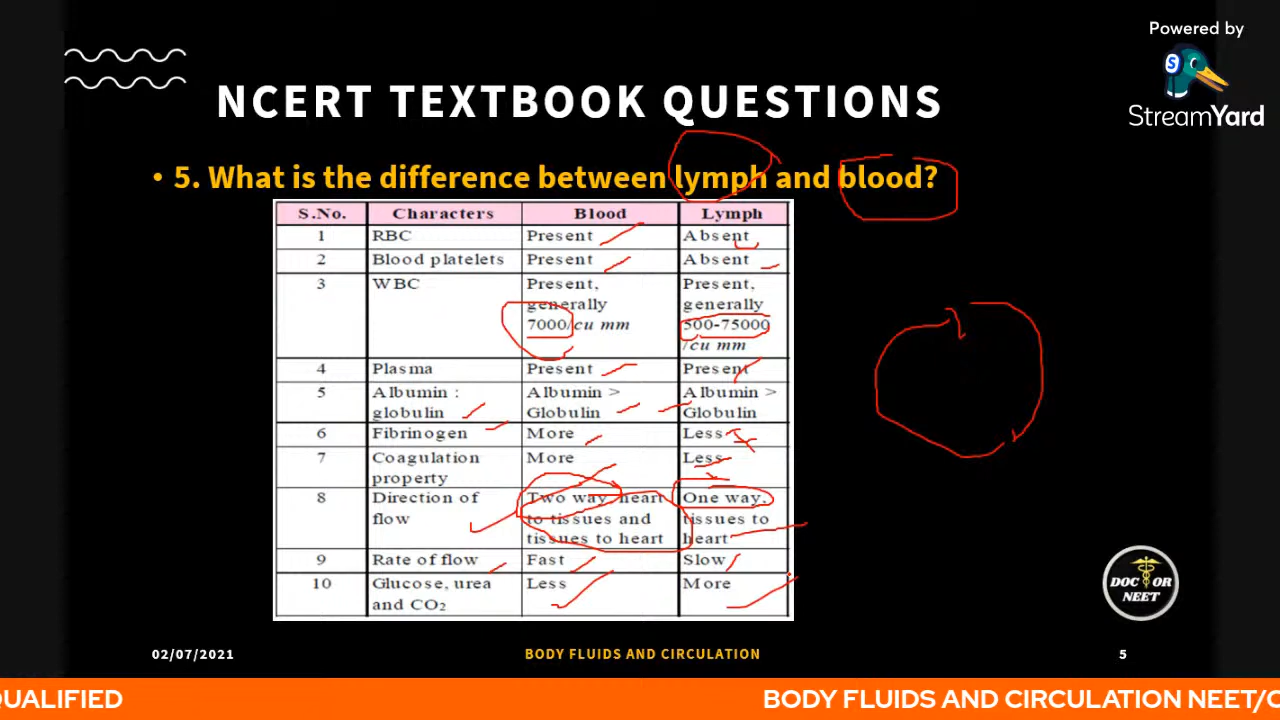 Powered by
StreamYard
NCERT TEXTBOOK QUESTIONS
• 5. What is the difference between lymph and blood?
S.No. Characters Blood Lymph
1 RBC Present Absent
2 Blood platelets Present Absent
3 WBC Present, Present,
generally generally
7000/cu mm 500-75000
/cu mm
4 Plasma Present Present
5 Albumin : Albumin > Albumin >
globulin Globulin Globulin
6 Fibrinogen More Less
7 Coagulation More Less
property
8 Direction of Two way, heart One way,
flow to tissues and tissues to
tissues to heart heart
9 Rate of flow Fast Slow
10 Glucose, urea Less More
and CO2
DOCTOR
NEET
02/07/2021 BODY FLUIDS AND CIRCULATION 5
QUALIFIED BODY FLUIDS AND CIRCULATION NEET/